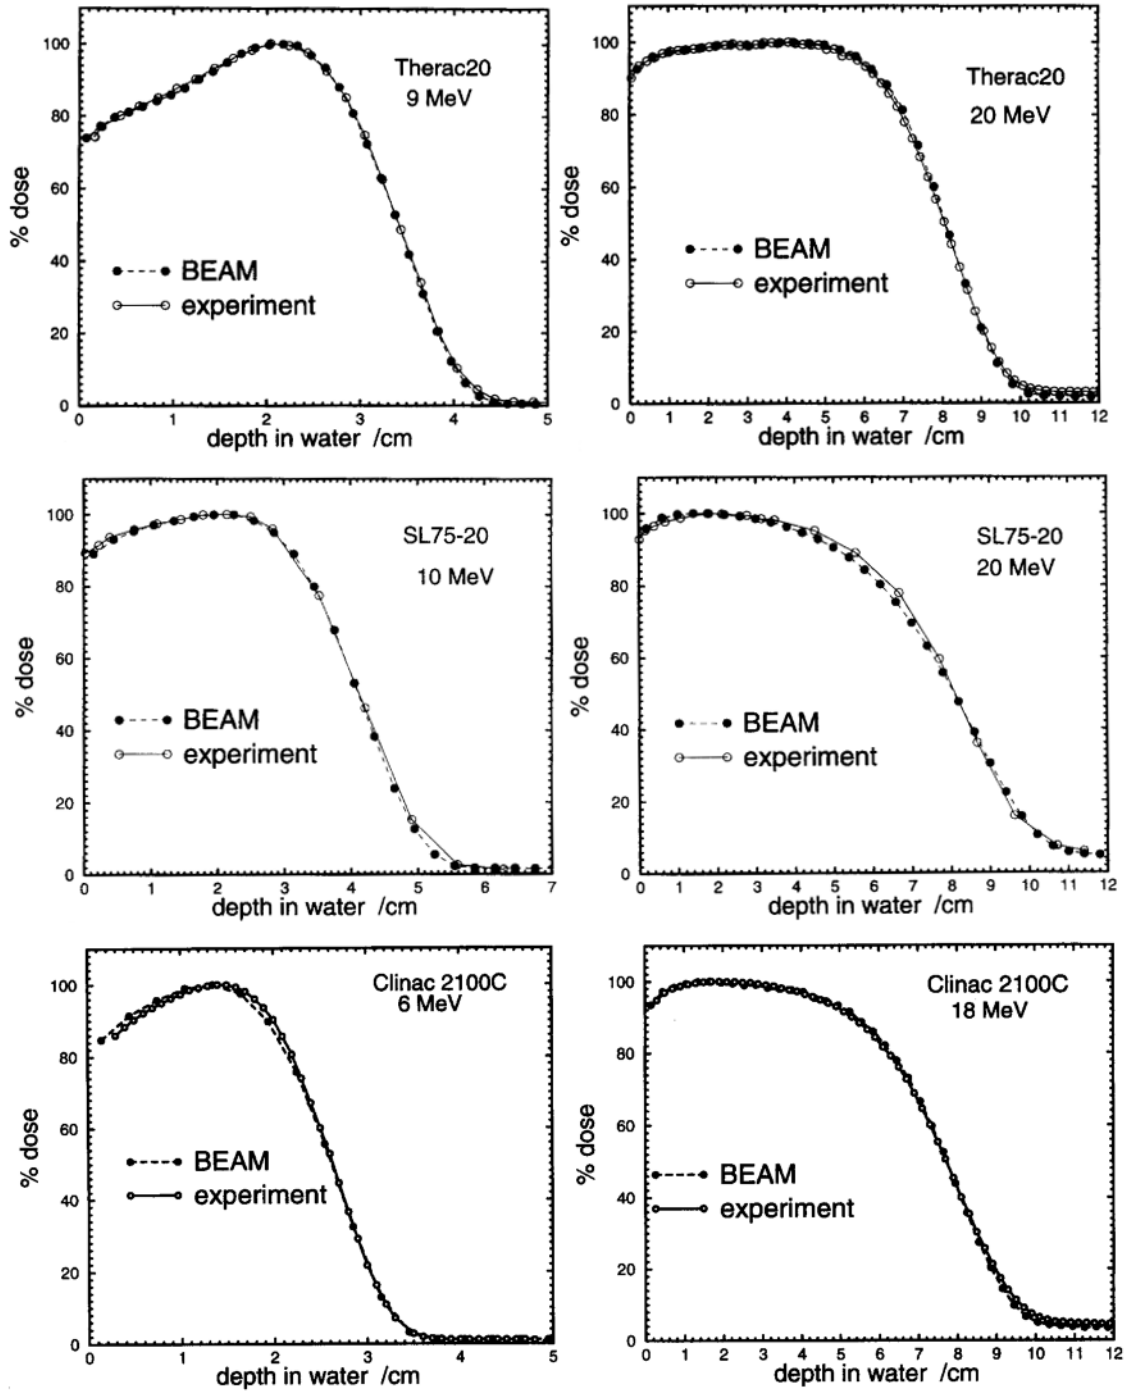 Therac20
9 MeV
% dose
100
80
60
40
20
0
BEAM
experiment
0 1 2 3 4 5
depth in water /cm
Therac20
20 MeV
% dose
100
80
60
40
20
0
BEAM
experiment
0 1 2 3 4 5 6 7 8 9 10 11 12
depth in water /cm
SL75-20
10 MeV
% dose
100
80
60
40
20
0
BEAM
experiment
0 1 2 3 4 5 6 7
depth in water /cm
SL75-20
20 MeV
% dose
100
80
60
40
20
0
BEAM
experiment
0 1 2 3 4 5 6 7 8 9 10 11 12
depth in water /cm
Clinac 2100C
6 MeV
% dose
100
80
60
40
20
0
BEAM
experiment
0 1 2 3 4 5
depth in water /cm
Clinac 2100C
18 MeV
% dose
100
80
60
40
20
0
BEAM
experiment
0 1 2 3 4 5 6 7 8 9 10 11 12
depth in water /cm